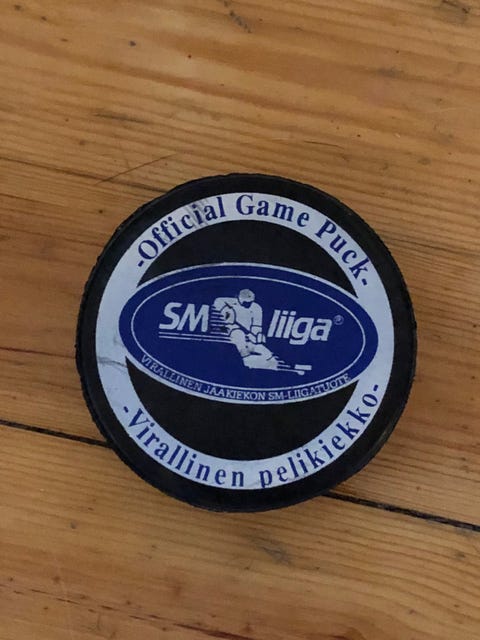 -Official Game Puck-
SM liiga®
VIRALLINEN JÄÄKIEKON SM-LIIGATUOTE
-Virallinen pelikiekko-